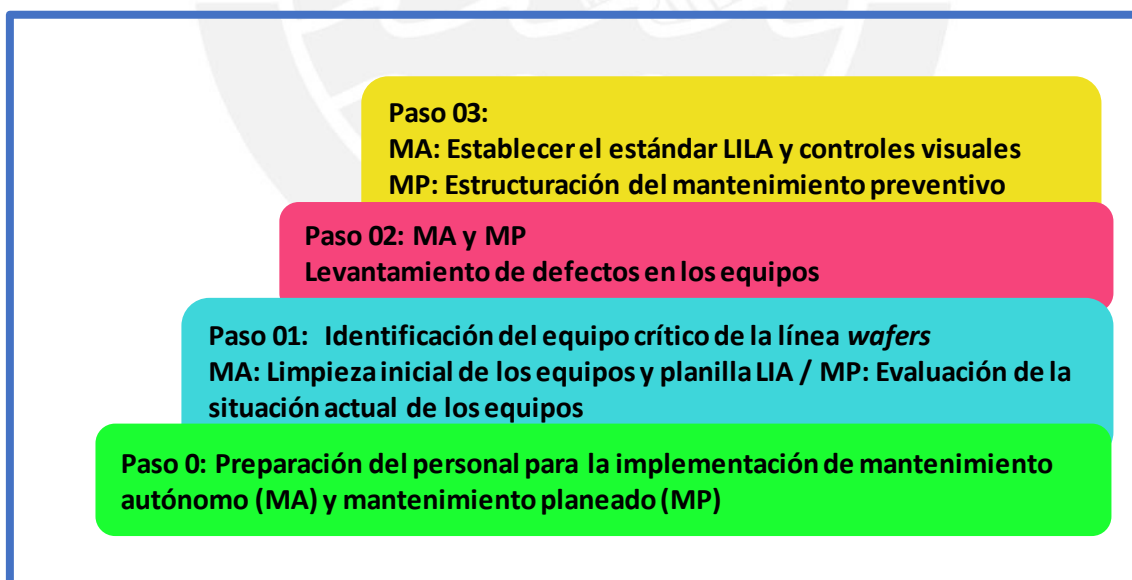 Paso 03:
MA: Establecer el estándar LILA y controles visuales
MP: Estructuración del mantenimiento preventivo
Paso 02: MA y MP
Levantamiento de defectos en los equipos
Paso 01: Identificación del equipo crítico de la línea wafers
MA: Limpieza inicial de los equipos y planilla LIA / MP: Evaluación de la
situación actual de los equipos
Paso 0: Preparación del personal para la implementación de mantenimiento
autónomo (MA) y mantenimiento planeado (MP)